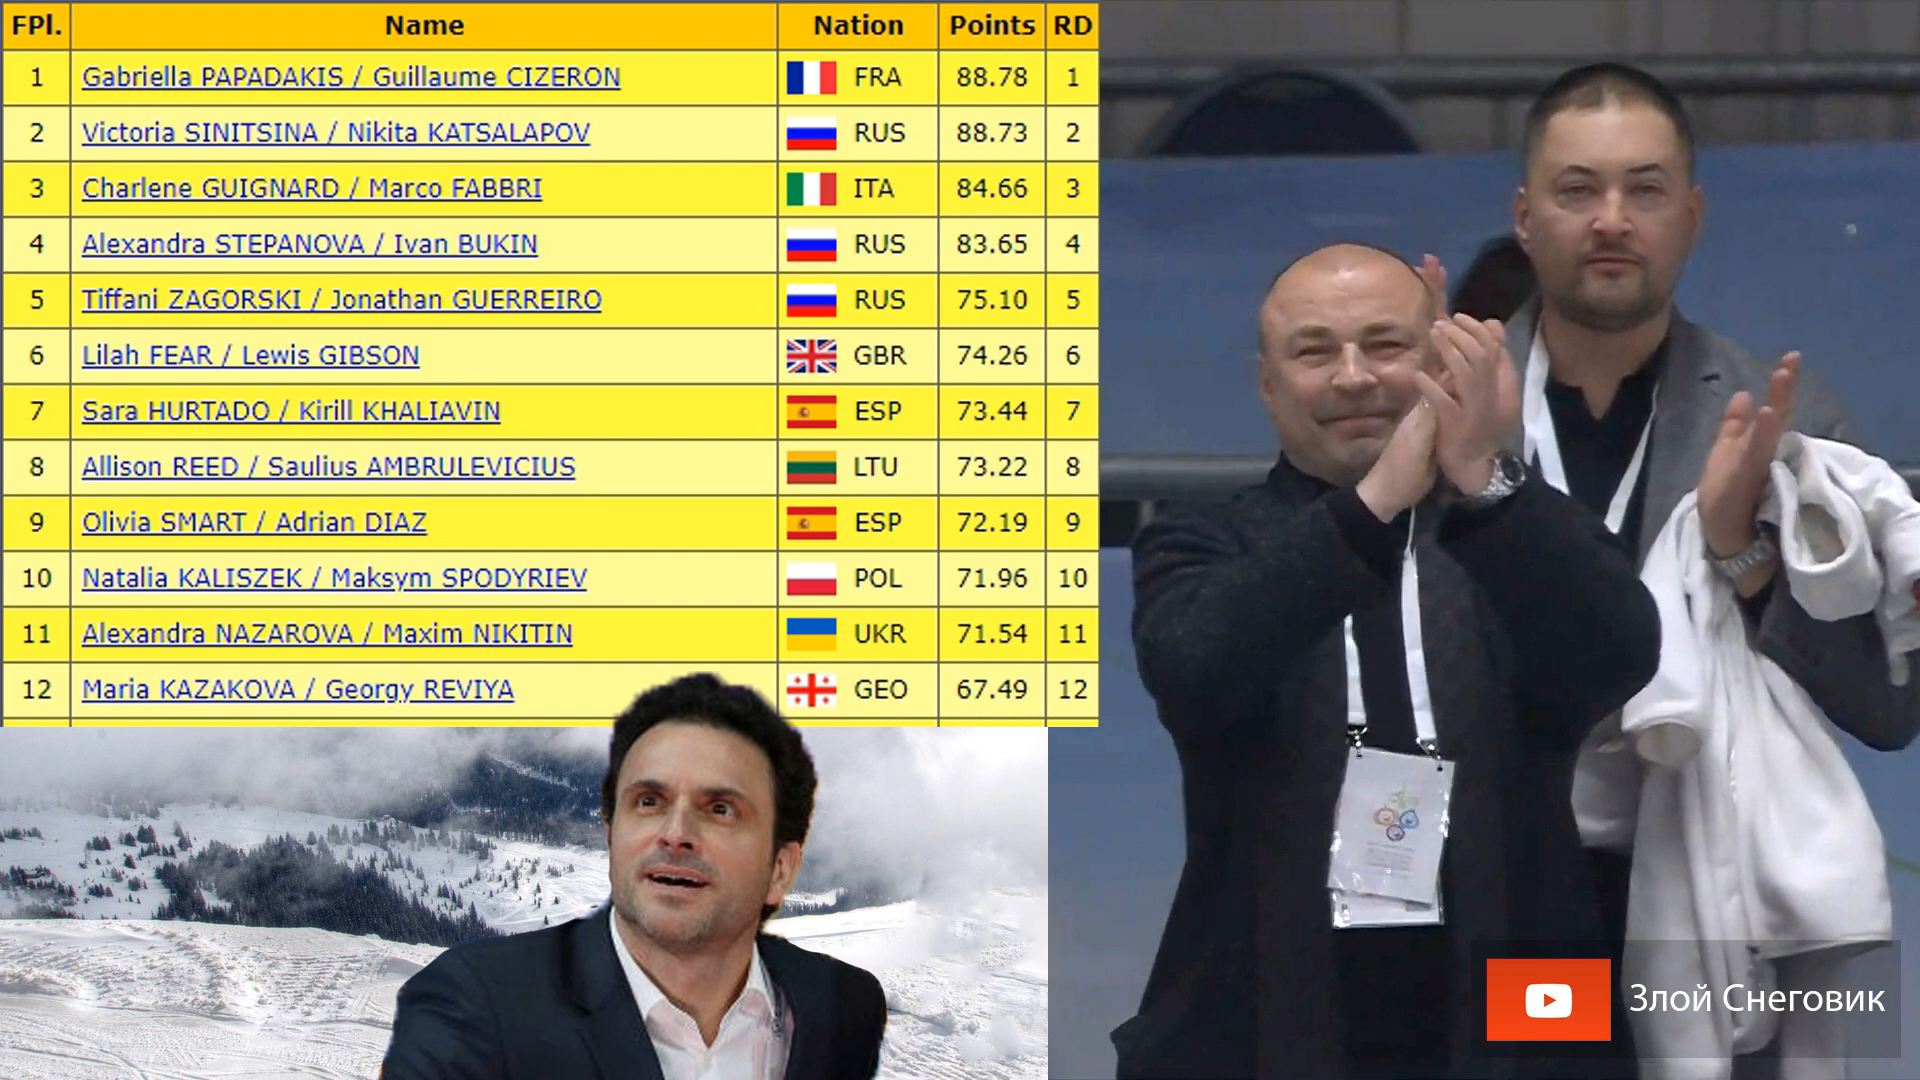 FPl. Name Nation Points RD
1 Gabriella PAPADAKIS / Guillaume CIZERON FRA 88.78 1
2 Victoria SINITSINA / Nikita KATSALAPOV RUS 88.73 2
3 Charlene GUIGNARD / Marco FABBRI ITA 84.66 3
4 Alexandra STEPANOVA / Ivan BUKIN RUS 83.65 4
5 Tiffani ZAGORSKI / Jonathan GUERREIRO RUS 75.10 5
6 Lilah FEAR / Lewis GIBSON GBR 74.26 6
7 Sara HURTADO / Kirill KHALIAVIN ESP 73.44 7
8 Allison REED / Saulius AMBRULEVICIUS LTU 73.22 8
9 Olivia SMART / Adrian DIAZ ESP 72.19 9
10 Natalia KALISZEK / Maksym SPODYRIEV POL 71.96 10
11 Alexandra NAZAROVA / Maxim NIKITIN UKR 71.54 11
12 Maria KAZAKOVA / Georgy REVIYA GEO 67.49 12
Злой Снеговик